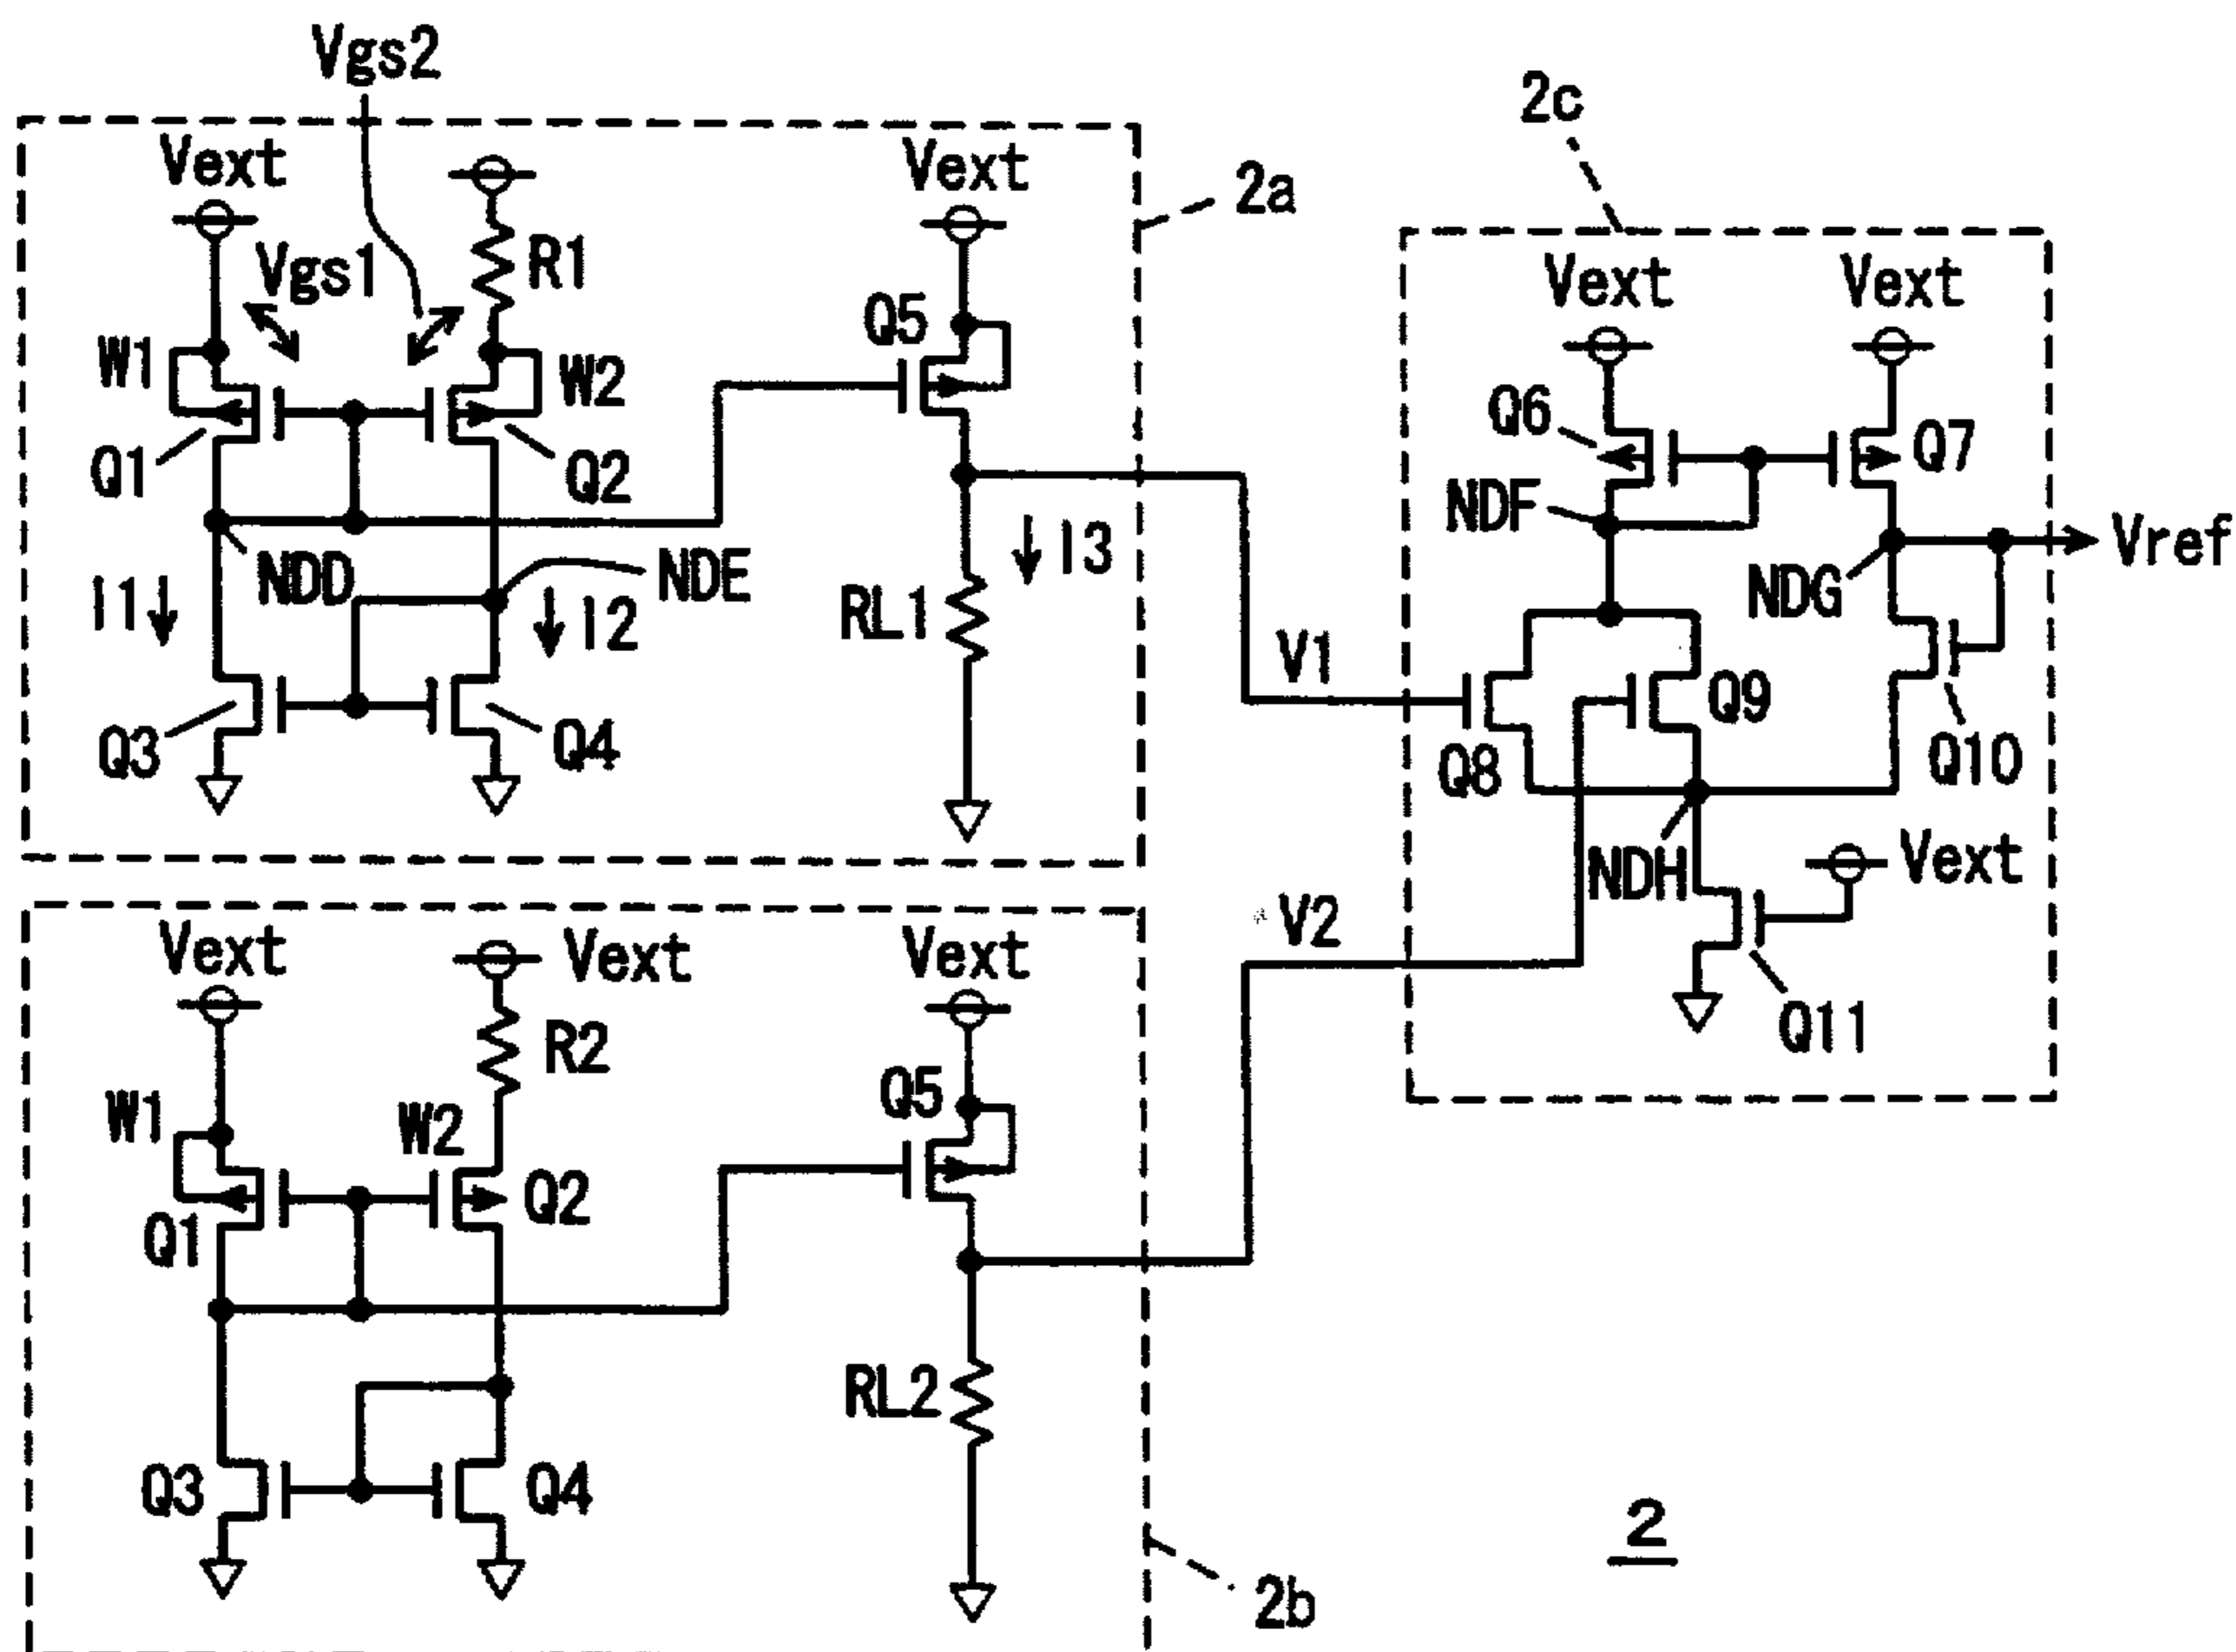 Vgs2
2c
Vext
Vext
2a
Vgs1
R1
Vext
Vext
Q5
W1
W2
Q6
Q7
Q1
Q2
NDF
Vref
NDD
NDE
I3
NDG
I1
I2
RL1
V1
Q9
Q3
Q4
Q8
Q10
NDH
Vext
V2
Vext
Vext
Vext
Q11
R2
Q5
W1
W2
Q1
Q2
RL2
Q3
Q4
2
2b